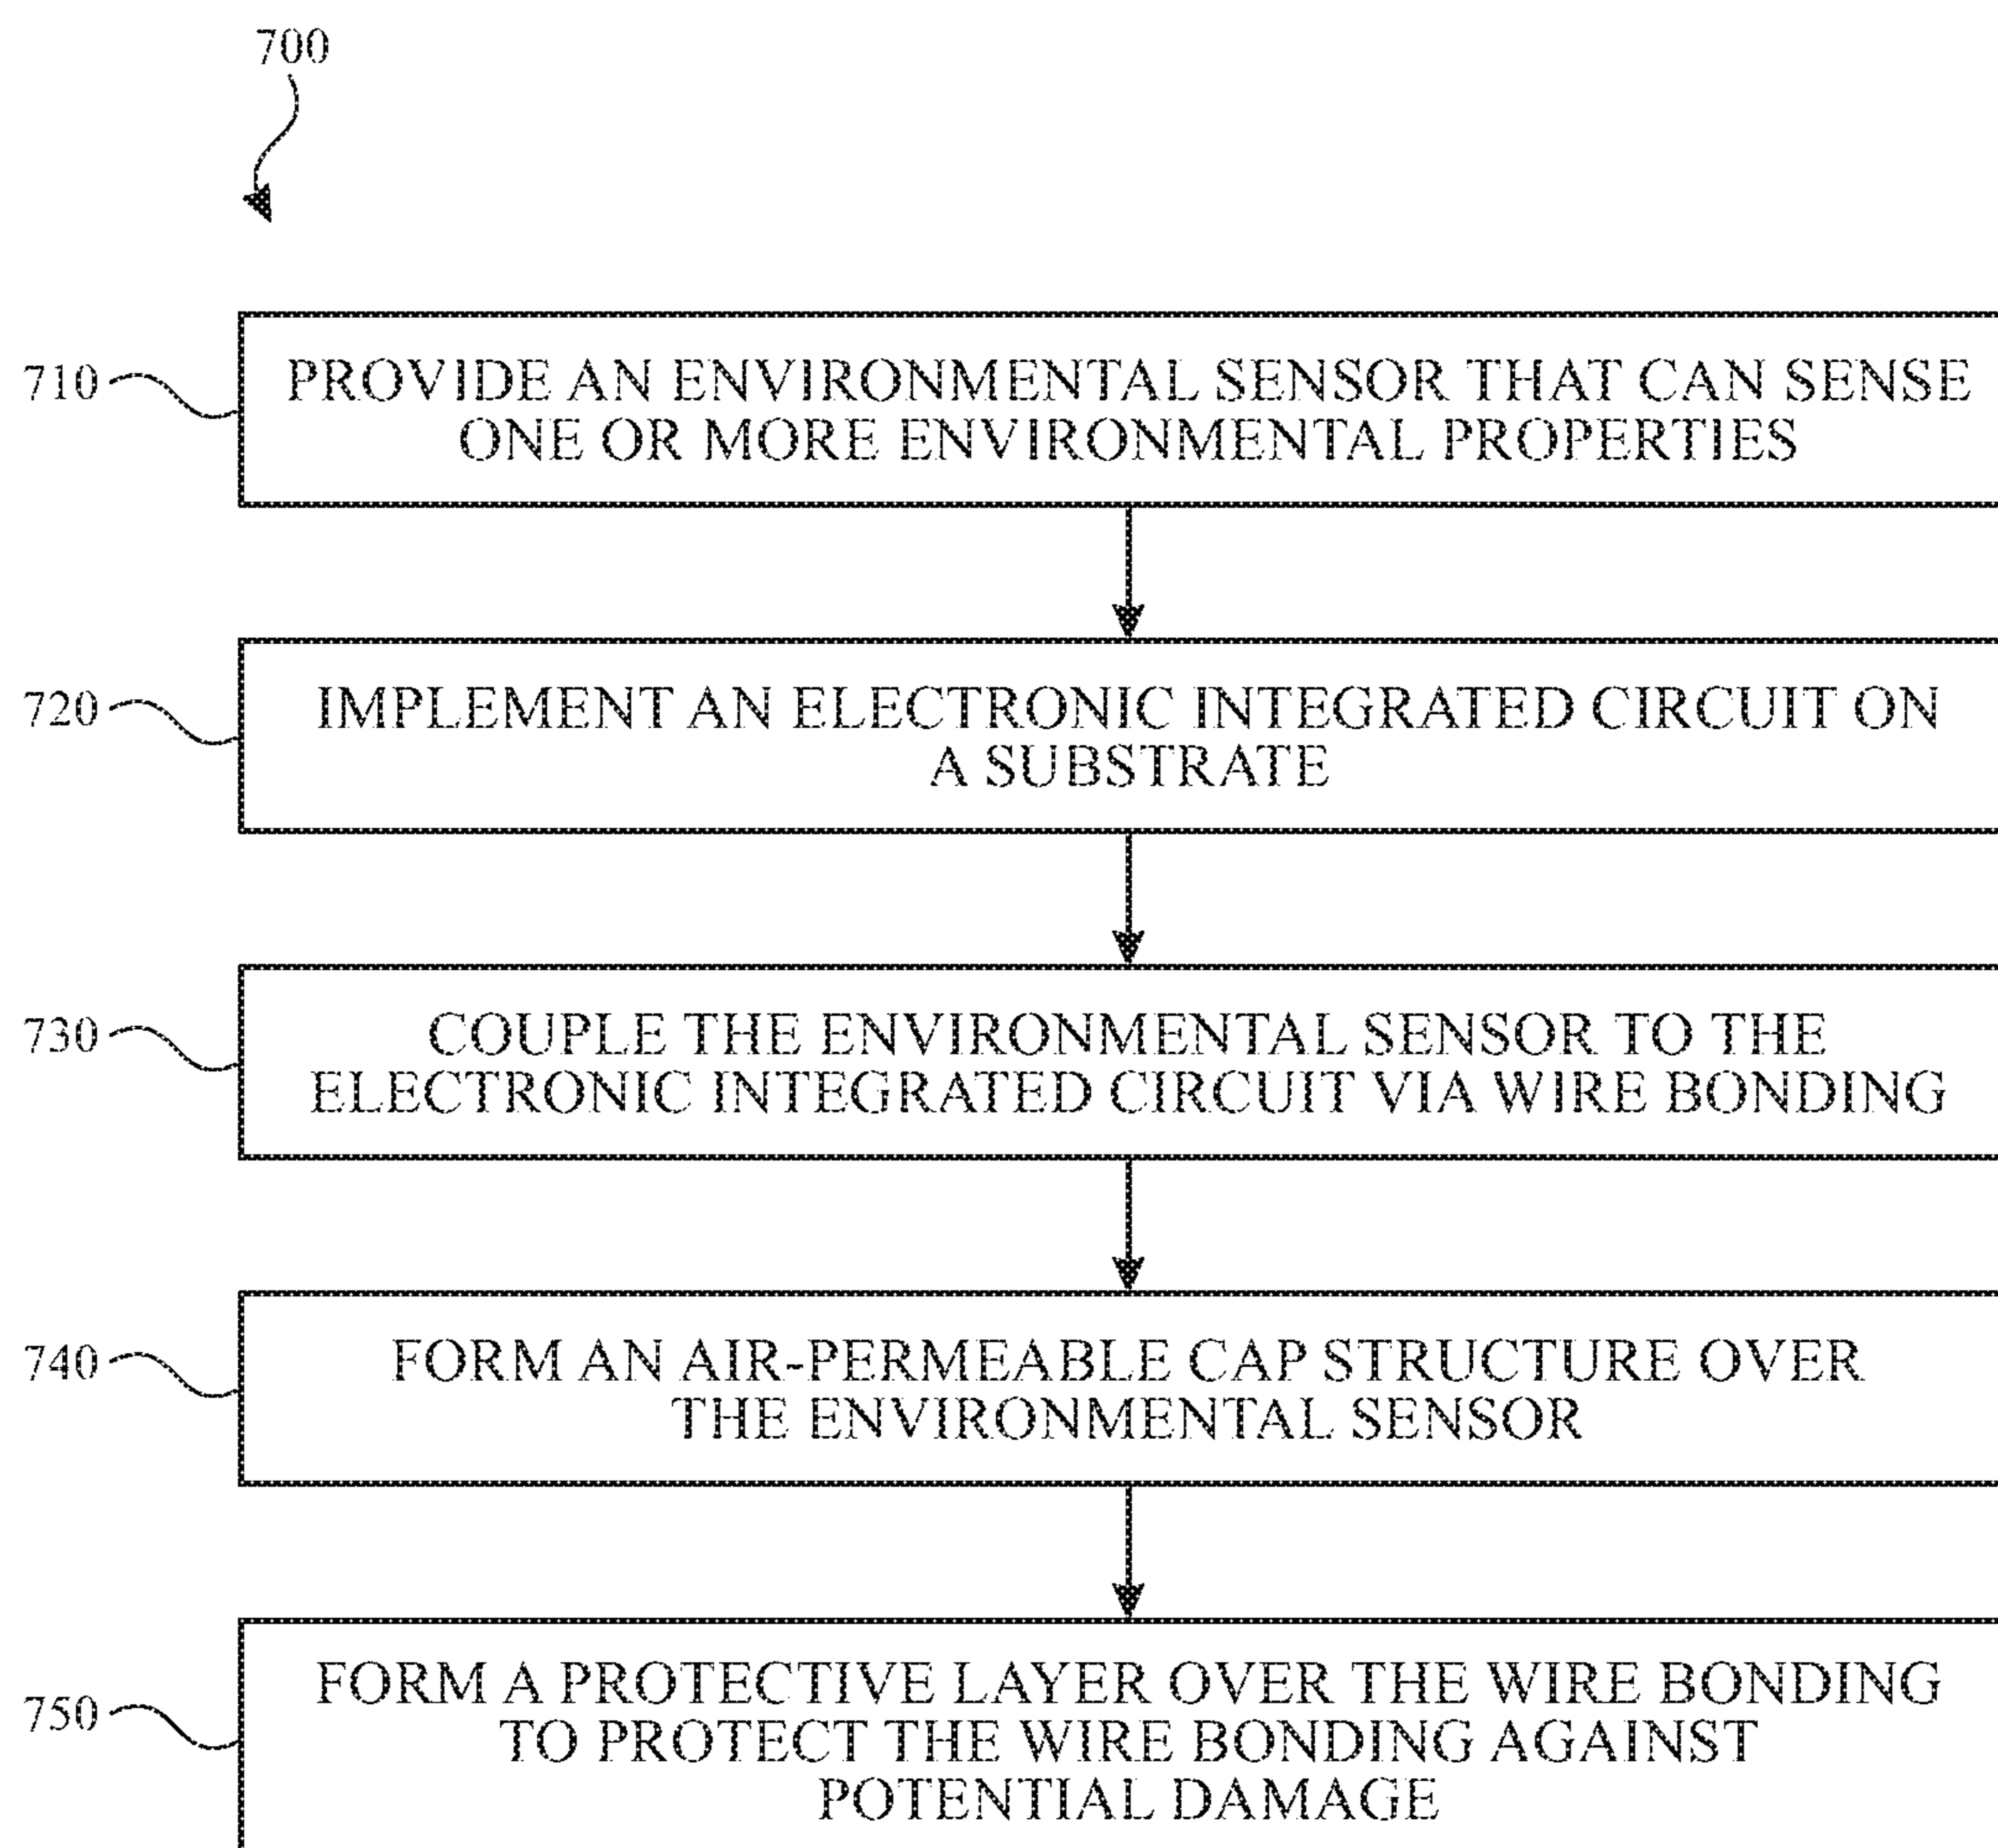 700
710
PROVIDE AN ENVIRONMENTAL SENSOR THAT CAN SENSE
ONE OR MORE ENVIRONMENTAL PROPERTIES
720
IMPLEMENT AN ELECTRONIC INTEGRATED CIRCUIT ON
A SUBSTRATE
730
COUPLE THE ENVIRONMENTAL SENSOR TO THE
ELECTRONIC INTEGRATED CIRCUIT VIA WIRE BONDING
740
FORM AN AIR-PERMEABLE CAP STRUCTURE OVER
THE ENVIRONMENTAL SENSOR
750
FORM A PROTECTIVE LAYER OVER THE WIRE BONDING
TO PROTECT THE WIRE BONDING AGAINST
POTENTIAL DAMAGE